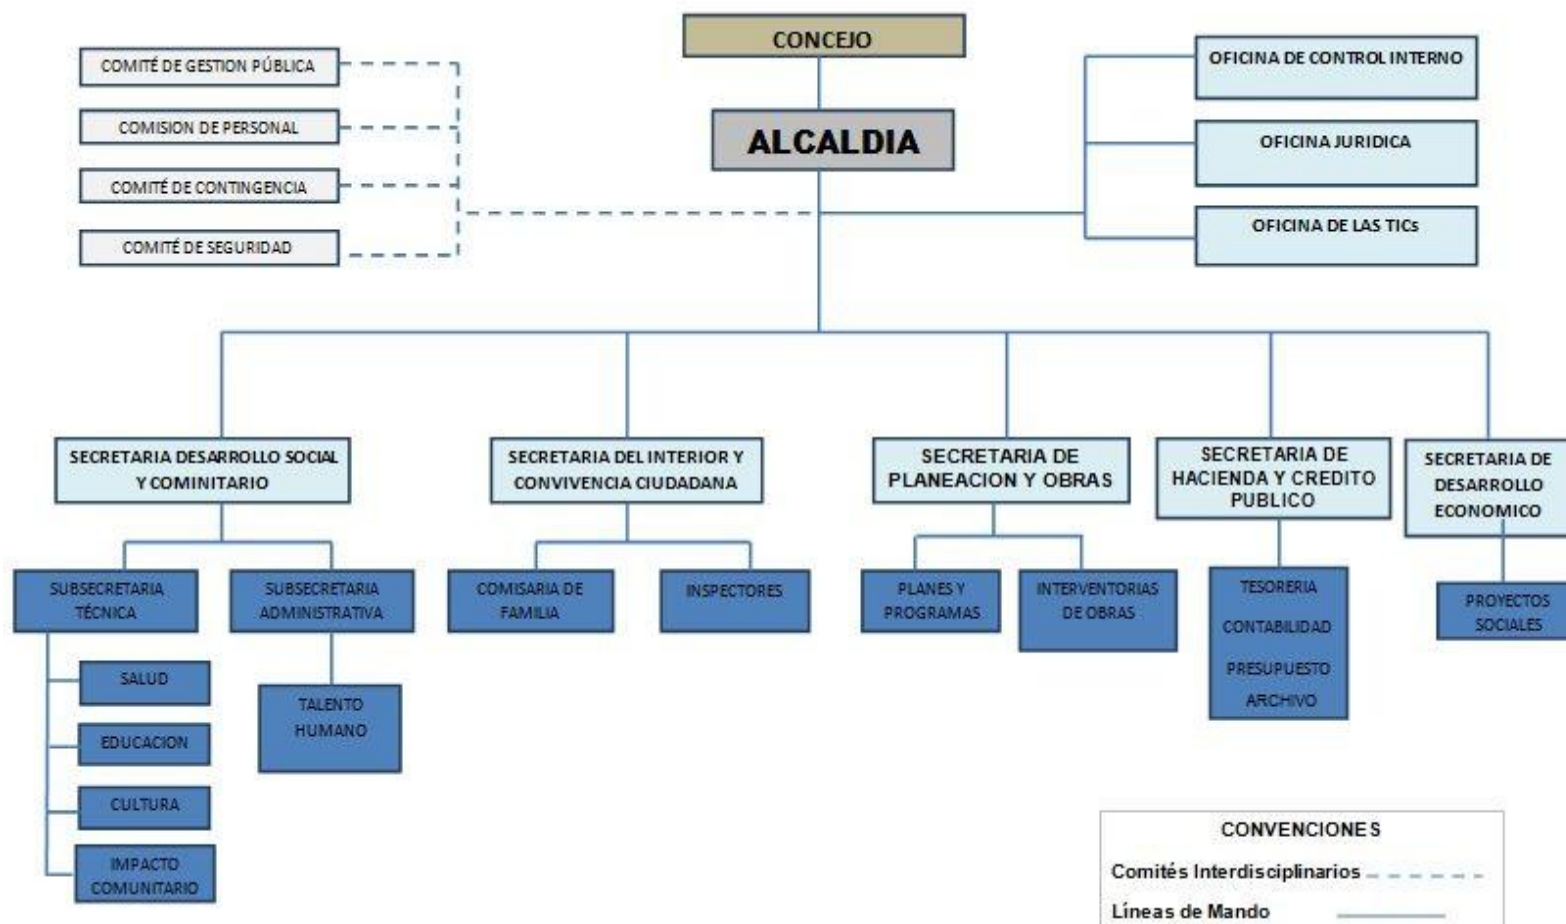 CONCEJO
ALCALDIA
COMITÉ DE GESTION PÚBLICA
COMISION DE PERSONAL
COMITÉ DE CONTINGENCIA
COMITÉ DE SEGURIDAD
OFICINA DE CONTROL INTERNO
OFICINA JURIDICA
OFICINA DE LAS TICs
SECRETARIA DESARROLLO SOCIAL
Y COMINITARIO
SUBSECRETARIA
TÉCNICA
SALUD
EDUCACION
CULTURA
IMPACTO
COMUNITARIO
SUBSECRETARIA
ADMINISTRATIVA
TALENTO
HUMANO
SECRETARIA DEL INTERIOR Y
CONVIVENCIA CIUDADANA
COMISARIA DE
FAMILIA
INSPECTORES
SECRETARIA DE
PLANEACION Y OBRAS
PLANES Y
PROGRAMAS
INTERVENTORIAS
DE OBRAS
SECRETARIA DE
HACIENDA Y CREDITO
PUBLICO
TESORERIA
CONTABILIDAD
PRESUPUESTO
ARCHIVO
SECRETARIA DE
DESARROLLO
ECONOMICO
PROYECTOS
SOCIALES
CONVENCIONES
Comités Interdisciplinarios
Líneas de Mando